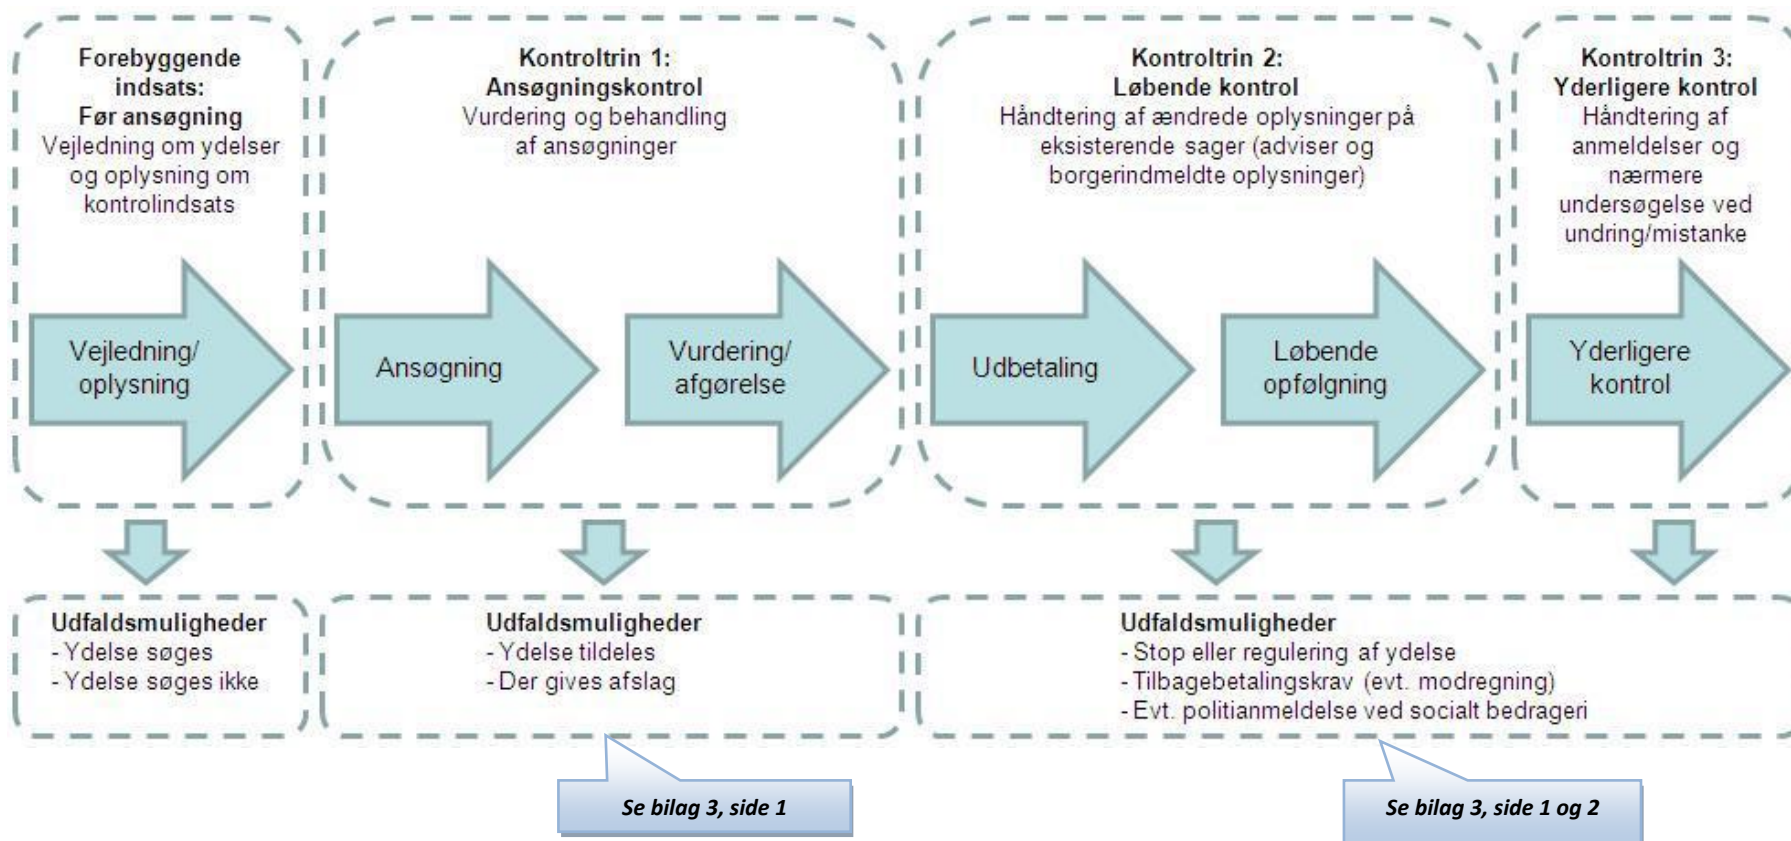 Forebyggende
indsats:
Før ansøgning
Vejledning om ydelser
og oplysning om
kontrolindsats
Kontroltrin 1:
Ansøgningskontrol
Vurdering og behandling
af ansøgninger
Kontroltrin 2:
Løbende kontrol
Håndtering af ændrede oplysninger på
eksisterende sager (adviser og
borgerindmeldte oplysninger)
Kontroltrin 3:
Yderligere kontrol
Håndtering af
anmeldelser og
nærmere
undersøgelse ved
undring/mistanke
Vejledning/
oplysning
Ansøgning
Vurdering/
afgørelse
Udbetaling
Løbende
opfølgning
Yderligere
kontrol
Udfaldsmuligheder
- Ydelse søges
- Ydelse søges ikke
Udfaldsmuligheder
- Ydelse tildeles
- Der gives afslag
Udfaldsmuligheder
- Stop eller regulering af ydelse
- Tilbagebetalingskrav (evt. modregning)
- Evt. politianmeldelse ved socialt bedrageri
Se bilag 3, side 1
Se bilag 3, side 1 og 2